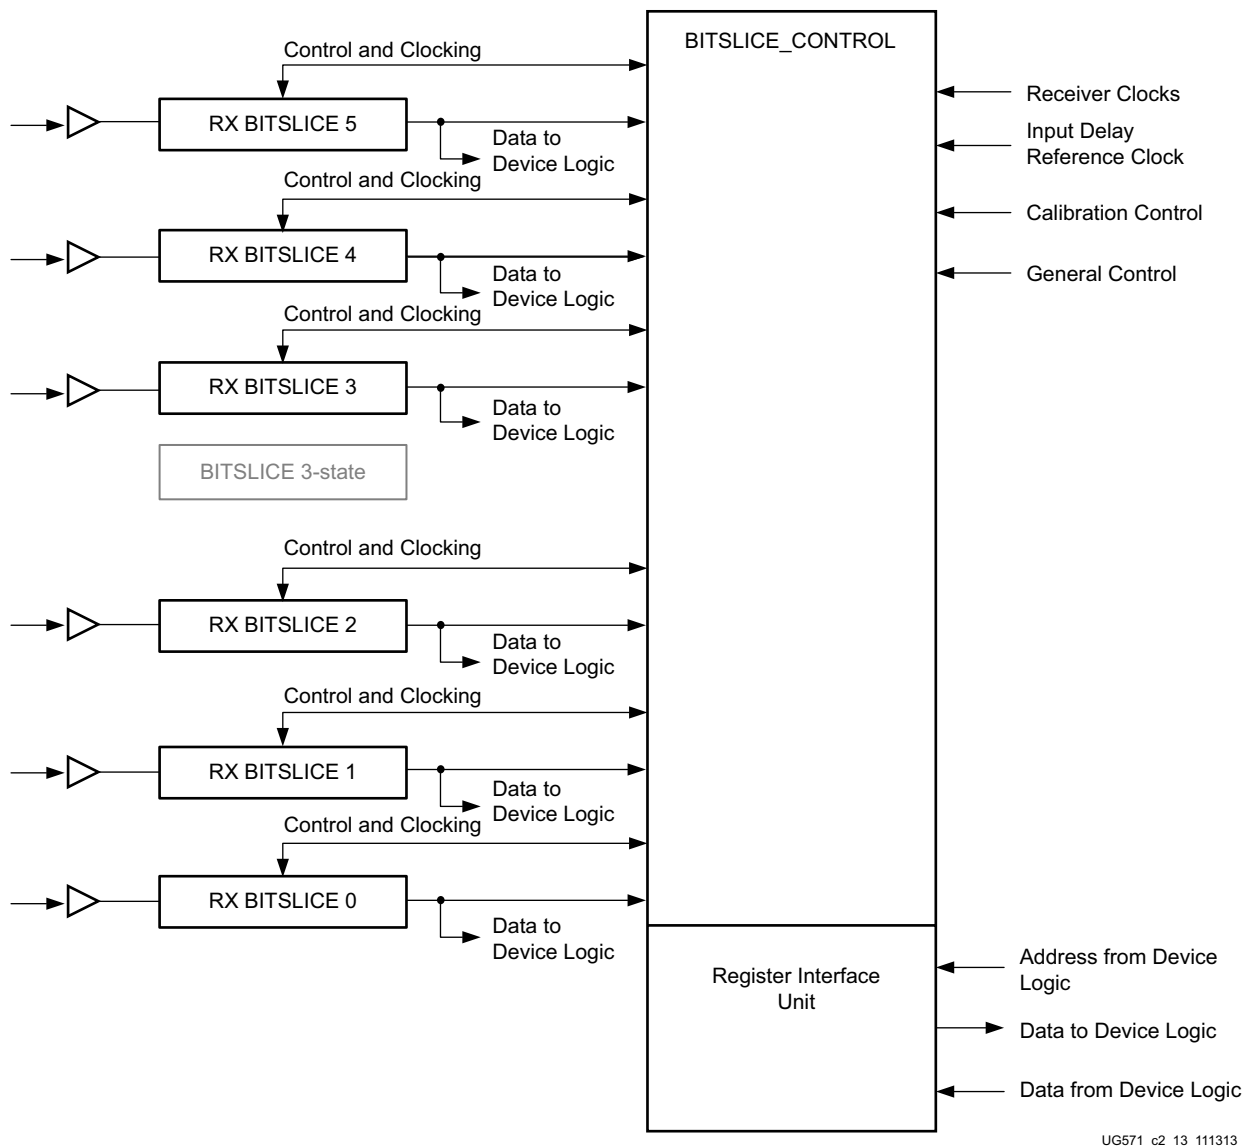 BITSLICE_CONTROL
Control and Clocking
RX BITSLICE 5
Data to
Device Logic
Control and Clocking
RX BITSLICE 4
Data to
Device Logic
Control and Clocking
RX BITSLICE 3
Data to
Device Logic
BITSLICE 3-state
Control and Clocking
RX BITSLICE 2
Data to
Device Logic
Control and Clocking
RX BITSLICE 1
Data to
Device Logic
Control and Clocking
RX BITSLICE 0
Data to
Device Logic
Receiver Clocks
Input Delay
Reference Clock
Calibration Control
General Control
Register Interface
Unit
Address from Device
Logic
Data to Device Logic
Data from Device Logic
UG571_c2_13_111313